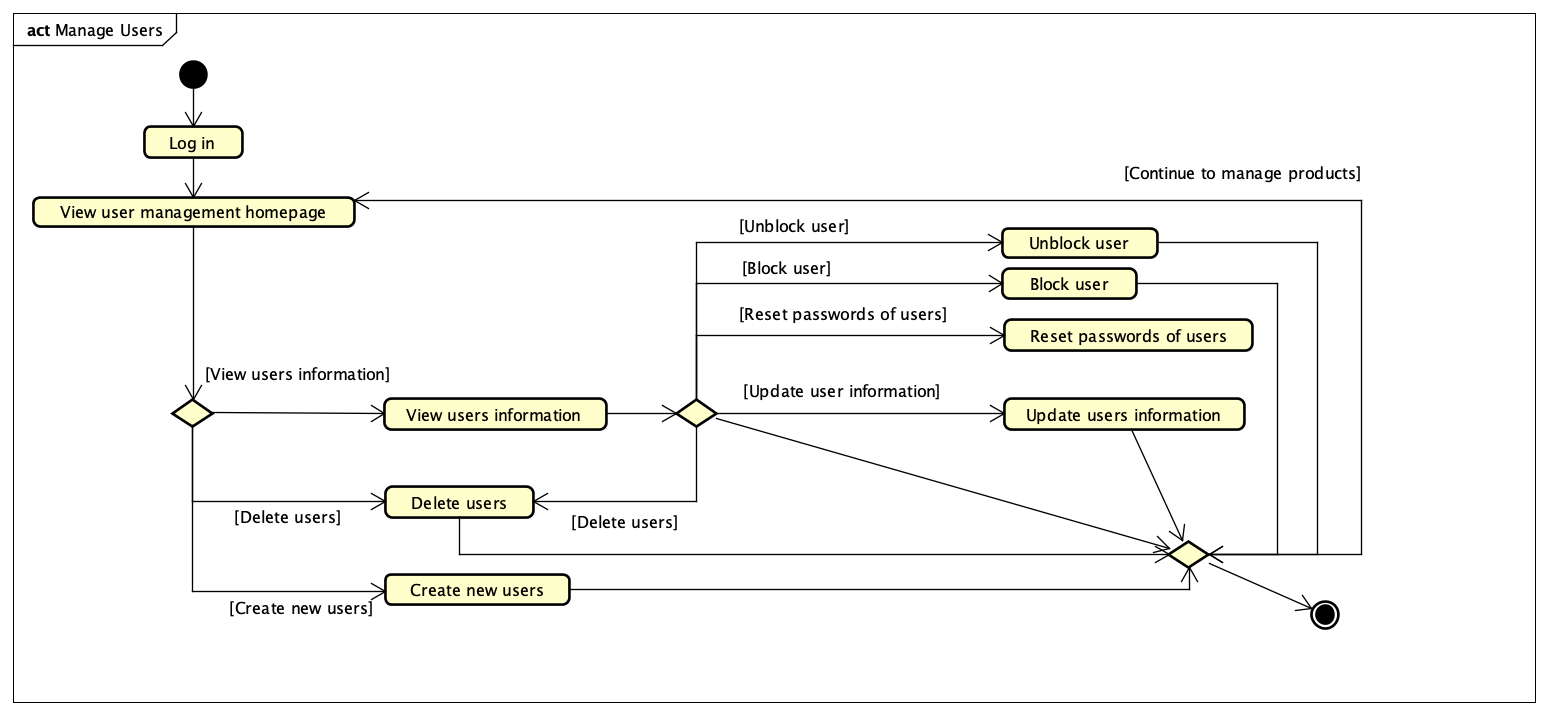 act Manage Users
Log in
[Continue to manage products]
View user management homepage
[Unblock user]
Unblock user
[Block user]
Block user
[Reset passwords of users]
Reset passwords of users
[View users information]
[Update user information]
View users information
Update users information
Delete users
[Delete users]
[Delete users]
Create new users
[Create new users]